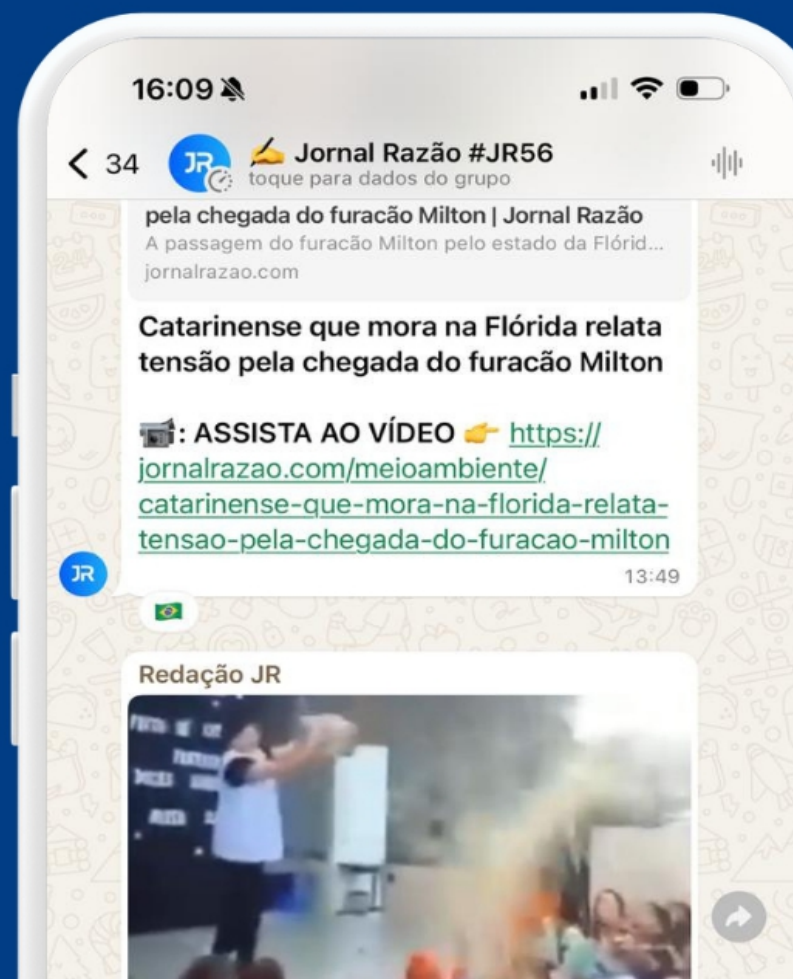 16:09
34
JR
✍️ Jornal Razão #JR56
toque para dados do grupo
pela chegada do furacão Milton | Jornal Razão
A passagem do furacão Milton pelo estado da Flórid...
jornalrazao.com
Catarinense que mora na Flórida relata
tensão pela chegada do furacão Milton
📹: ASSISTA AO VÍDEO 👉 https://
jornalrazao.com/meioambiente/
catarinense-que-mora-na-florida-relata-
tensao-pela-chegada-do-furacao-milton
13:49
JR
Redação JR